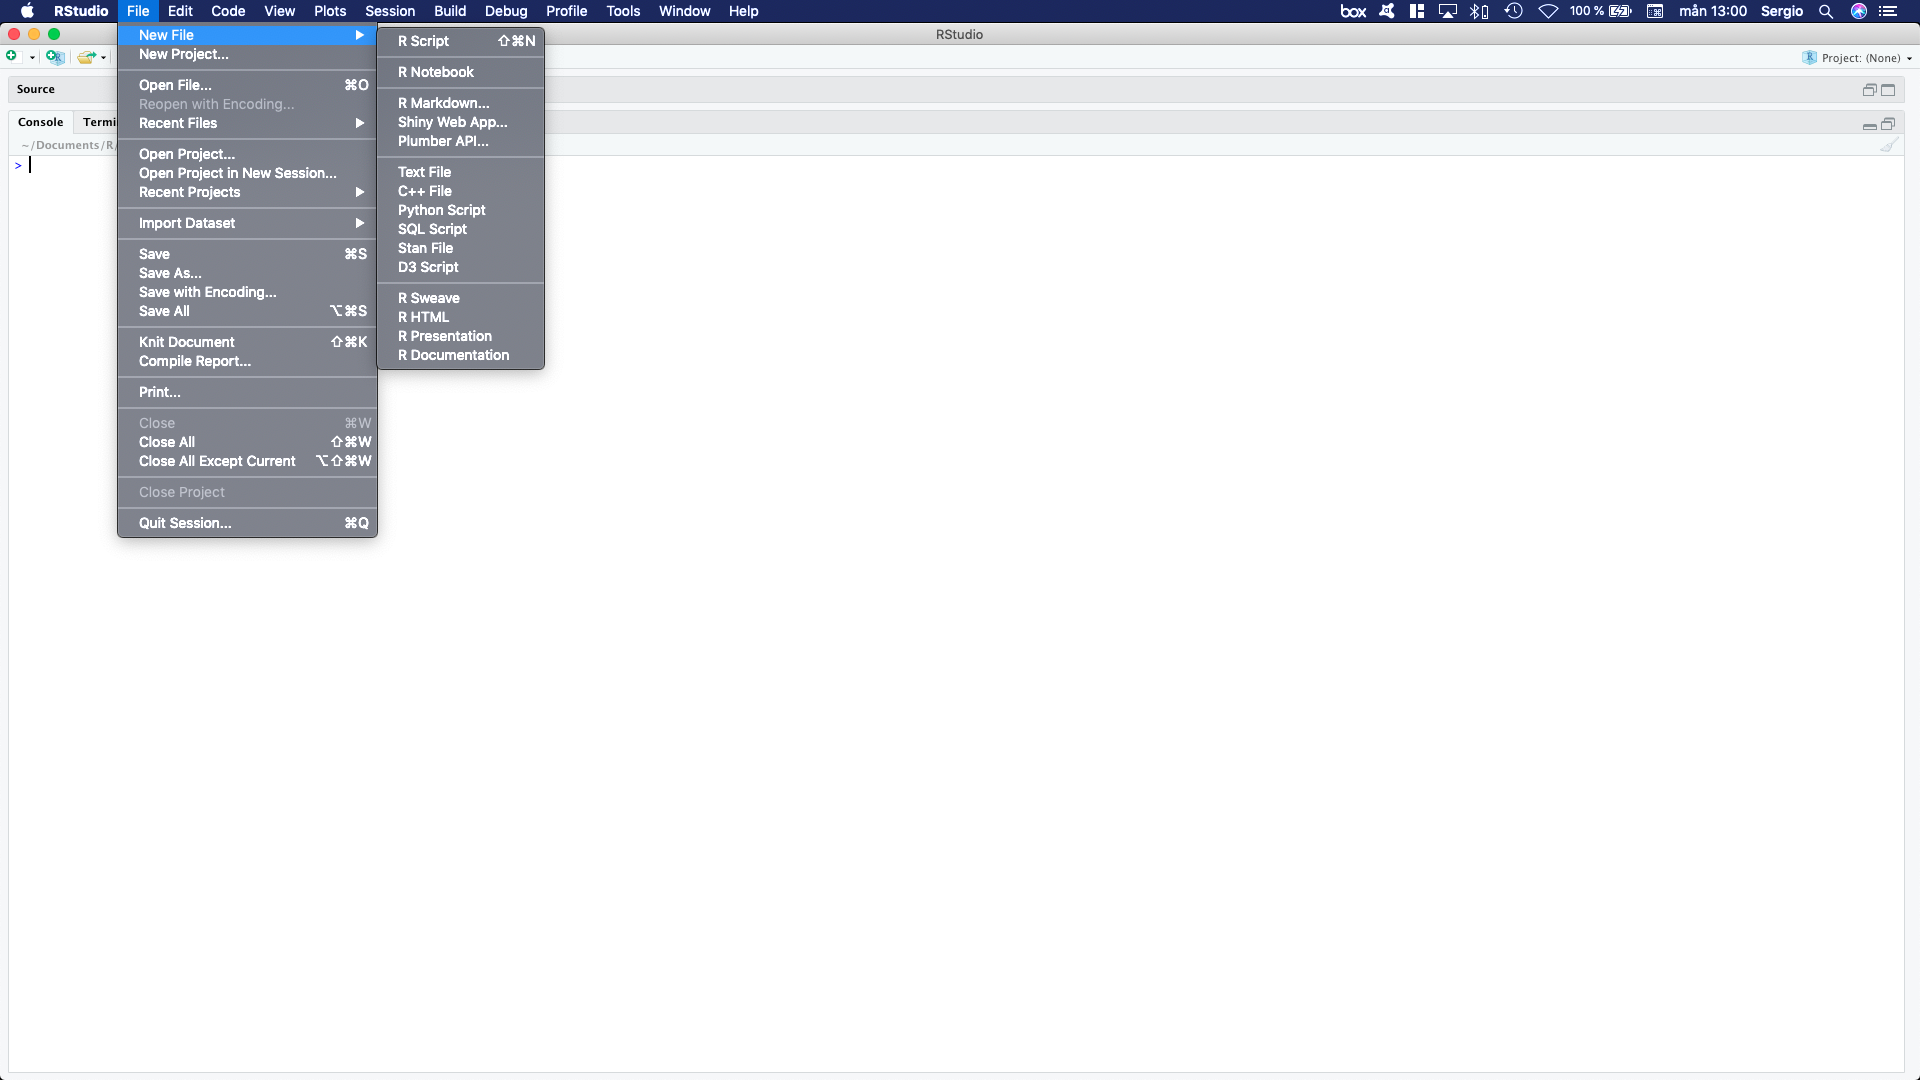 RStudio File Edit Code View Plots Session Build Debug Profile Tools Window Help box 100 % mån 13:00 Sergio
RStudio
Project: (None)
Source
Console Termi
~/Documents/R/
>
New File
New Project...
Open File... ⌘O
Reopen with Encoding...
Recent Files
Open Project...
Open Project in New Session...
Recent Projects
Import Dataset
Save ⌘S
Save As...
Save with Encoding...
Save All ⌥⌘S
Knit Document ⇧⌘K
Compile Report...
Print...
Close ⌘W
Close All ⇧⌘W
Close All Except Current ⌥⇧⌘W
Close Project
Quit Session... ⌘Q
R Script ⇧⌘N
R Notebook
R Markdown...
Shiny Web App...
Plumber API...
Text File
C++ File
Python Script
SQL Script
Stan File
D3 Script
R Sweave
R HTML
R Presentation
R Documentation